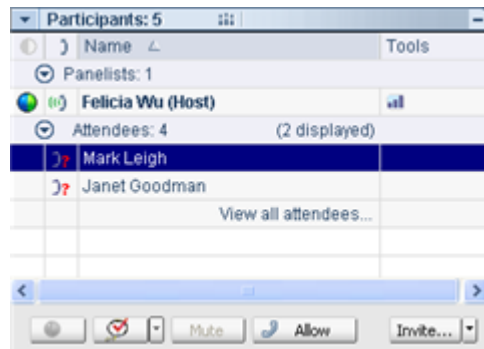 Participants: 5
Name Tools
Panelists: 1
Felicia Wu (Host)
Attendees: 4 (2 displayed)
? Mark Leigh
? Janet Goodman
View all attendees...
Mute Allow Invite...